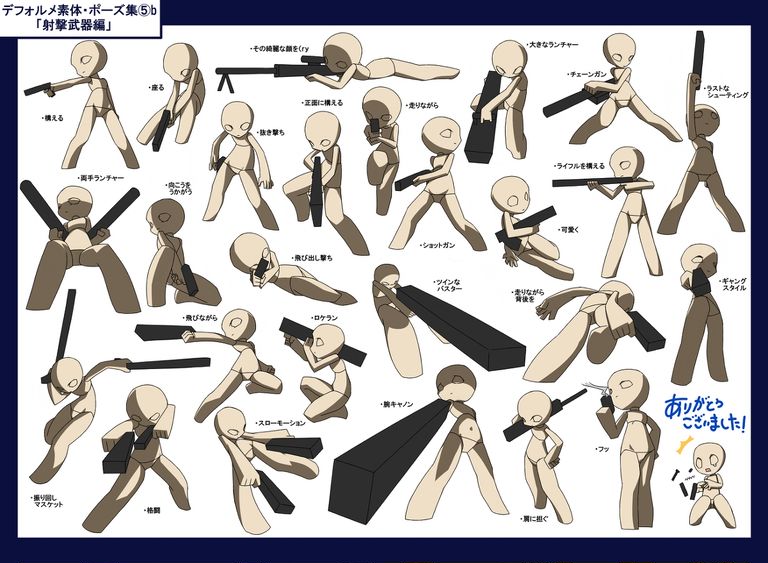 デフォルメ素体・ポーズ集⑤b
「射撃武器編」
・構える
・座る
・その綺麗な顔を(ry
・大きなランチャー
・チェーンガン
・ラストな
シューティング
・抜き撃ち
・正面に構える
・走りながら
・ショットガン
・ライフルを構える
・可愛く
・両手ランチャー
・向こうを
うかがう
・飛び出し撃ち
・ツインな
バスター
・走りながら
背後を
・ギャング
スタイル
・飛びながら
・ロケラン
・振り回し
マスケット
・格闘
・スローモーション
・腕キャノン
・肩に担ぐ
・フッ
ありがとう
ございました!